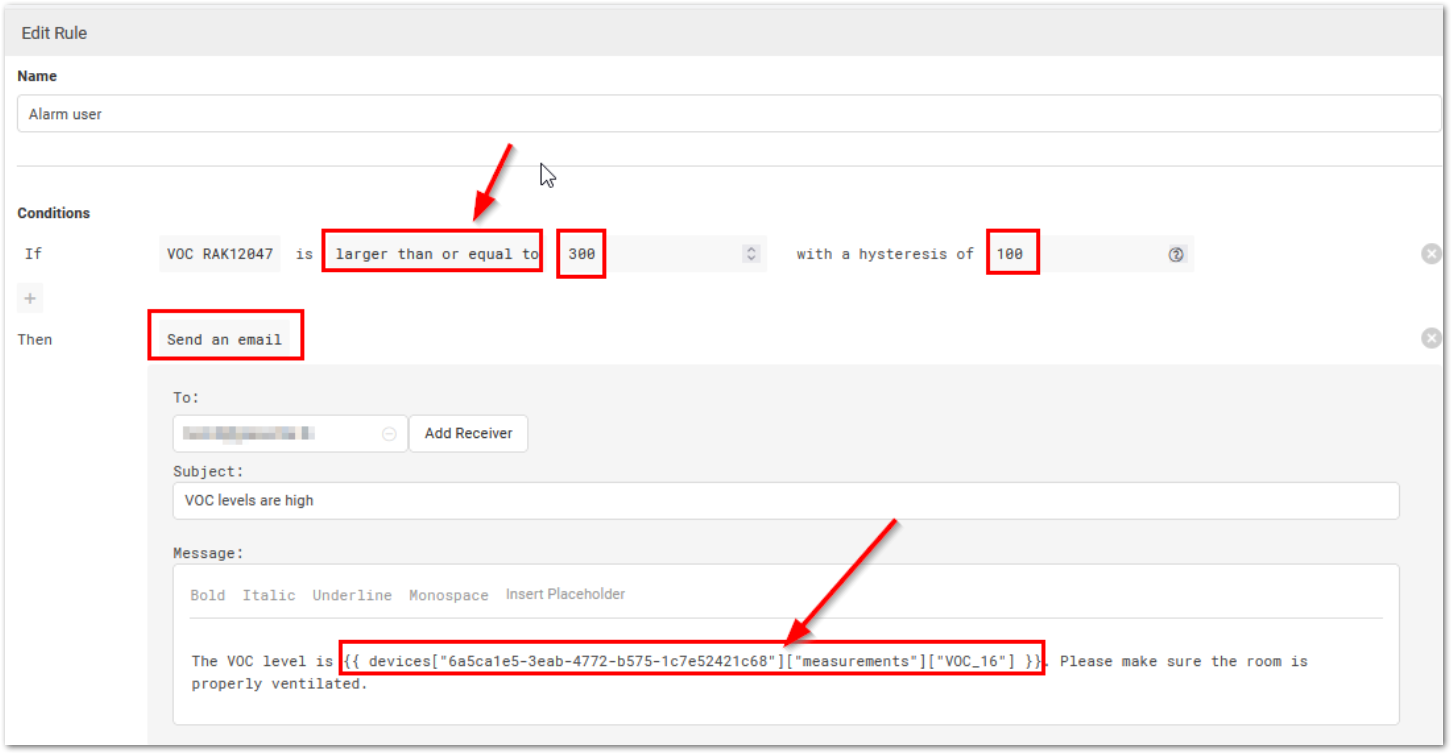 Edit Rule
Name
Alarm user
Conditions
If VOC RAK12047 is larger than or equal to 300 with a hysteresis of 100
+
Then Send an email
To:
Add Receiver
Subject:
VOC levels are high
Message:
Bold Italic Underline Monospace Insert Placeholder
The VOC level is {{ devices["6a5ca1e5-3eab-4772-b575-1c7e52421c68"]["measurements"]["VOC_16"] }}. Please make sure the room is
properly ventilated.